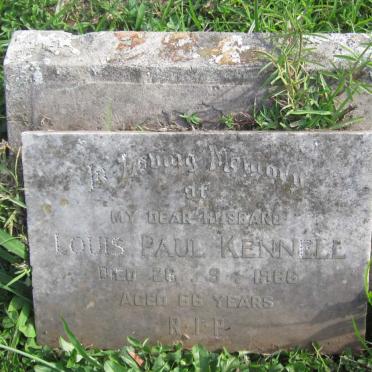 In Loving Memory
of
MY DEAR HUSBAND
LOUIS PAUL KENNELL
DIED 26 · 9 · 1966
AGED 66 YEARS
R.I.P.